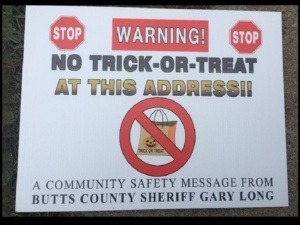 STOP WARNING! STOP
NO TRICK-OR-TREAT
AT THIS ADDRESS!!
TRICK OR TREAT
A COMMUNITY SAFETY MESSAGE FROM
BUTTS COUNTY SHERIFF GARY LONG